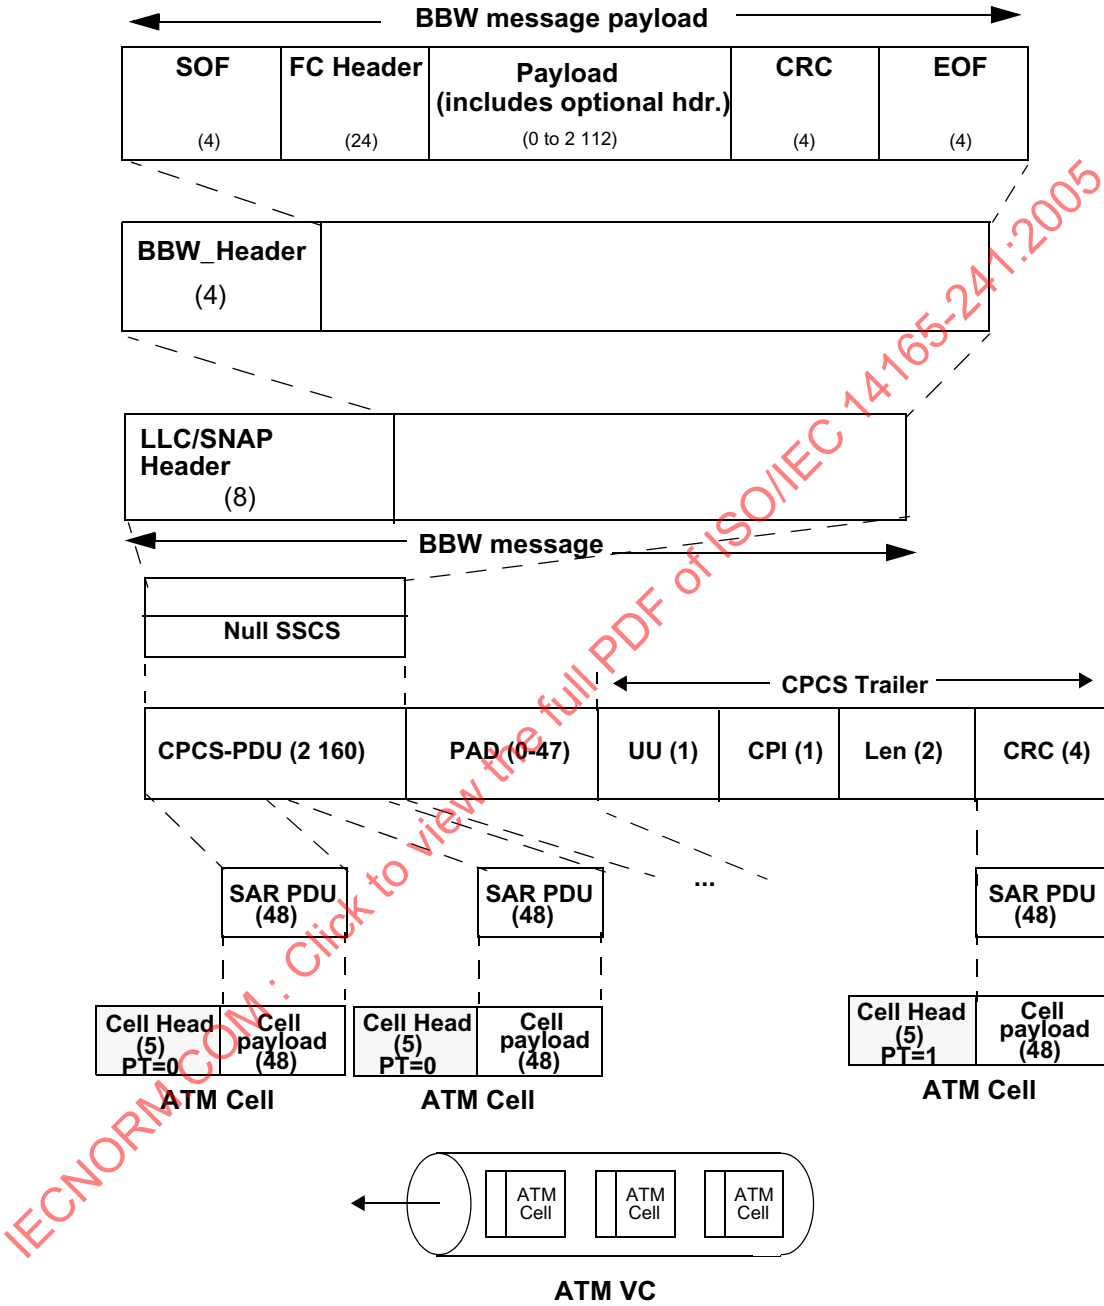 BBW message payload
SOF FC Header Payload CRC EOF
(includes optional hdr.)
(4) (24) (0 to 2 112) (4) (4)
BBW_Header
(4)
LLC/SNAP
Header
(8)
BBW message
Null SSCS
CPCS Trailer
CPCS-PDU (2 160) PAD (0-47) UU (1) CPI (1) Len (2) CRC (4)
...
SAR PDU SAR PDU SAR PDU
(48) (48) (48)
Cell Head Cell Cell Head Cell Cell Head Cell
(5) payload (5) payload (5) payload
PT=0 (48) PT=0 (48) PT=1 (48)
ATM Cell ATM Cell ATM Cell
ATM ATM ATM
Cell Cell Cell
ATM VC
IECNORM.COM : Click to view the full PDF of ISO/IEC 14165-241:2005